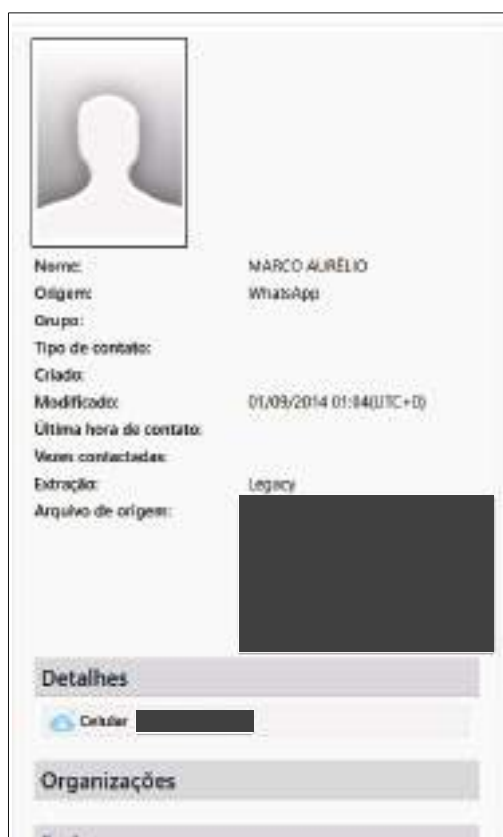 Nome: MARCO AURÉLIO
Origem: WhatsApp
Grupo:
Tipo de contato:
Criado:
Modificado: 01/09/2014 01:04(UTC+0)
Última hora de contato:
Vezes contactadas:
Extração: Legacy
Arquivo de origem:
Detalhes
Celular
Organizações